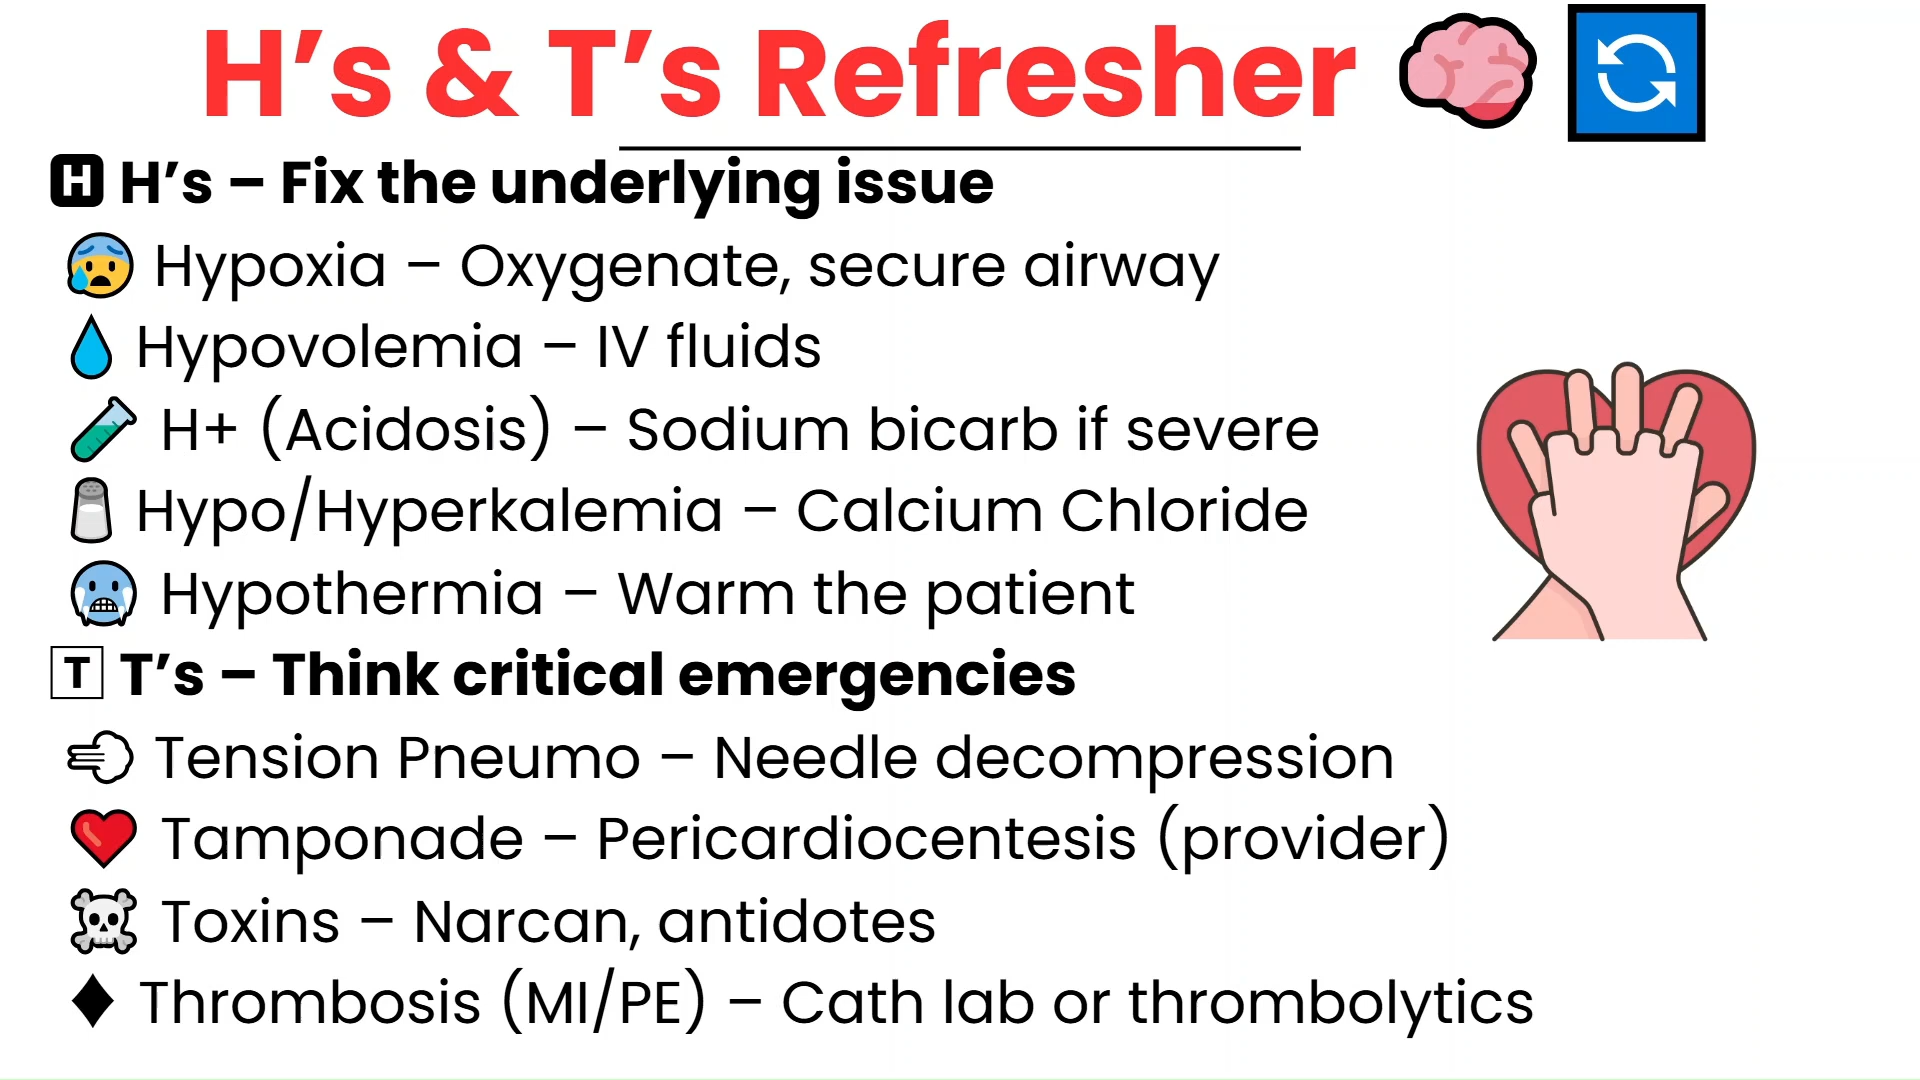 H’s & T’s Refresher
H H’s – Fix the underlying issue
Hypoxia – Oxygenate, secure airway
Hypovolemia – IV fluids
H+ (Acidosis) – Sodium bicarb if severe
Hypo/Hyperkalemia – Calcium Chloride
Hypothermia – Warm the patient
T T’s – Think critical emergencies
Tension Pneumo – Needle decompression
Tamponade – Pericardiocentesis (provider)
Toxins – Narcan, antidotes
Thrombosis (MI/PE) – Cath lab or thrombolytics